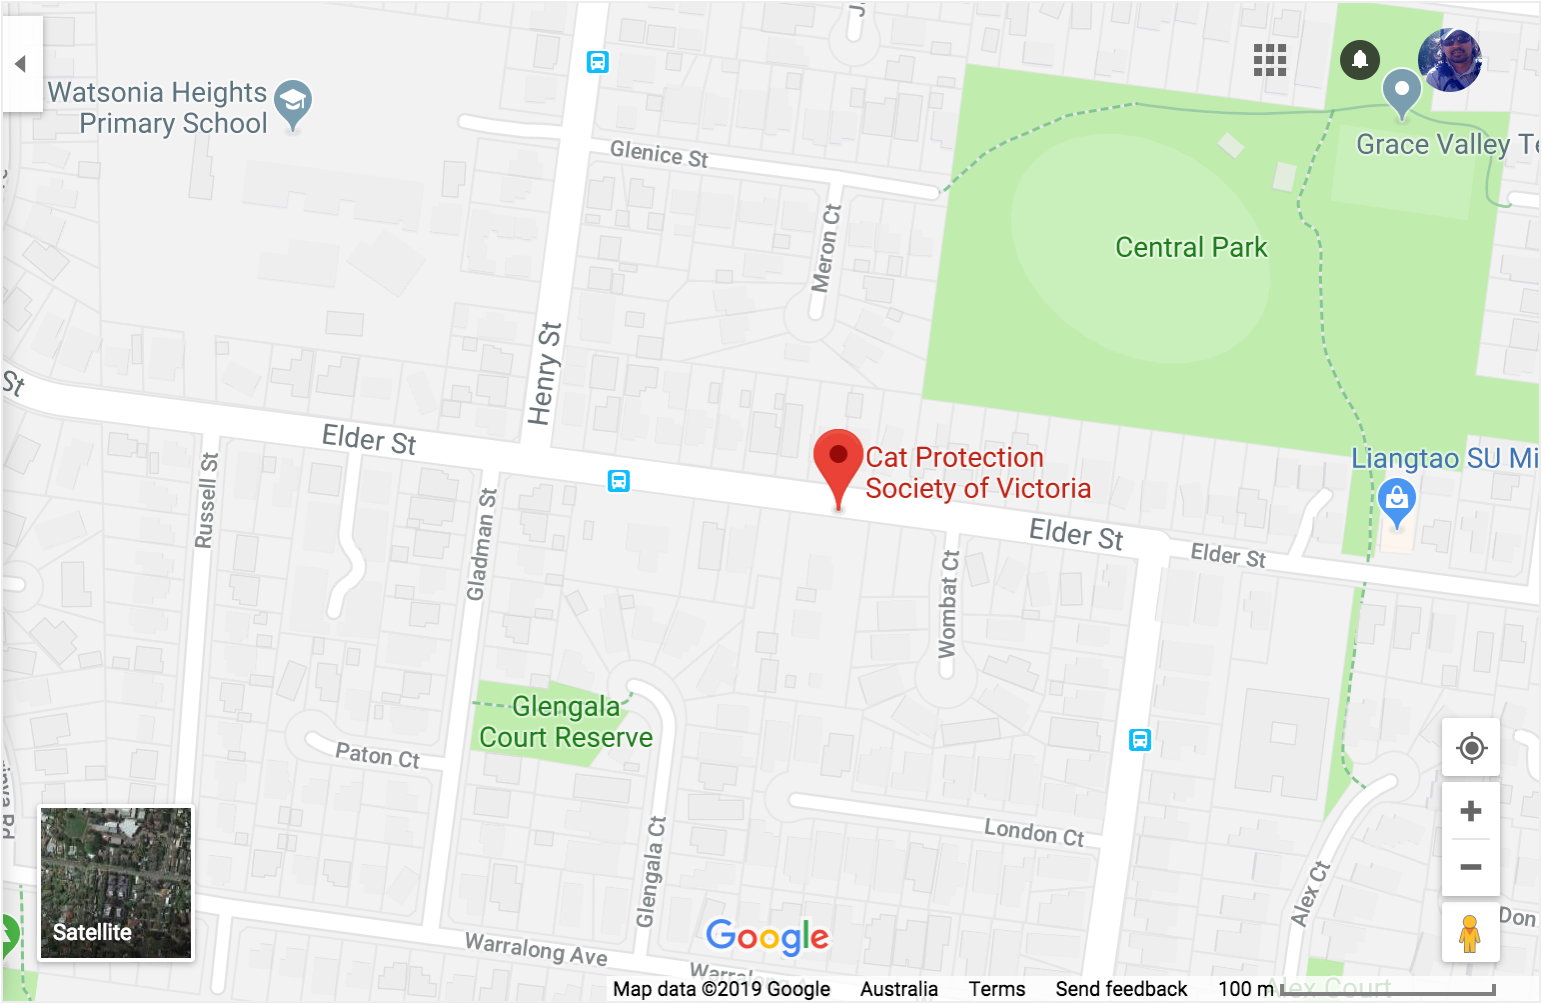 Watsonia Heights
Primary School
Glenice St
Meron Ct
Grace Valley
Central Park
Henry St
St
Elder St
Russell St
Gladman St
Cat Protection
Society of Victoria
Liangtao SU Mi
Elder St
Elder St
Wombat Ct
Glengala
Court Reserve
Paton Ct
London Ct
Glengala Ct
Alex Ct
Don
Satellite
Warralong Ave
Google
Alex Court
Map data ©2019 Google Australia Terms Send feedback 100 m